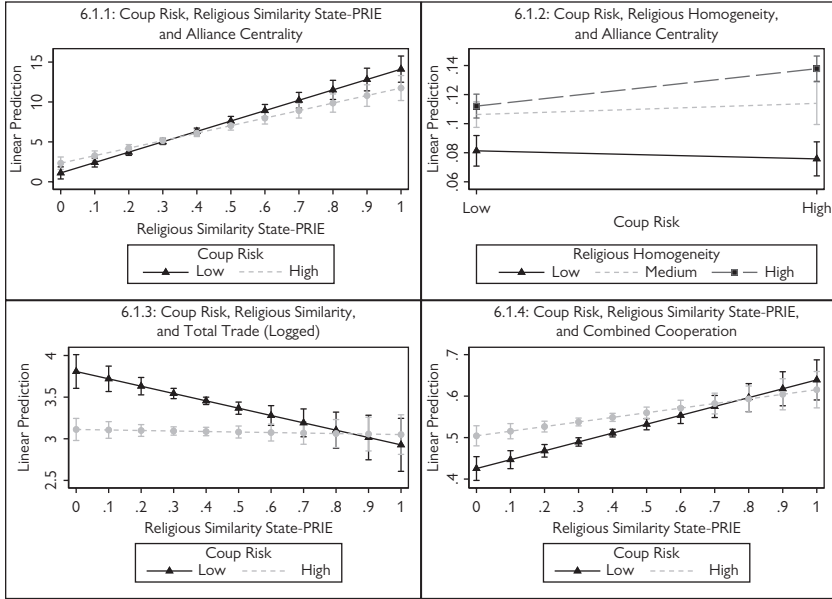 6.1.1: Coup Risk, Religious Similarity State-PRIE
and Alliance Centrality
Linear Prediction
15
10
5
0
0 .1 .2 .3 .4 .5 .6 .7 .8 .9 1
Religious Similarity State-PRIE
Coup Risk
Low High
6.1.2: Coup Risk, Religious Homogeneity,
and Alliance Centrality
Linear Prediction
.14
.12
.1
.08
.06
Low High
Coup Risk
Religious Homogeneity
Low Medium High
6.1.3: Coup Risk, Religious Similarity,
and Total Trade (Logged)
Linear Prediction
4
3.5
3
2.5
0 .1 .2 .3 .4 .5 .6 .7 .8 .9 1
Religious Similarity State-PRIE
Coup Risk
Low High
6.1.4: Coup Risk, Religious Similarity State-PRIE,
and Combined Cooperation
Linear Prediction
.7
.6
.5
.4
0 .1 .2 .3 .4 .5 .6 .7 .8 .9 1
Religious Similarity State-PRIE
Coup Risk
Low High